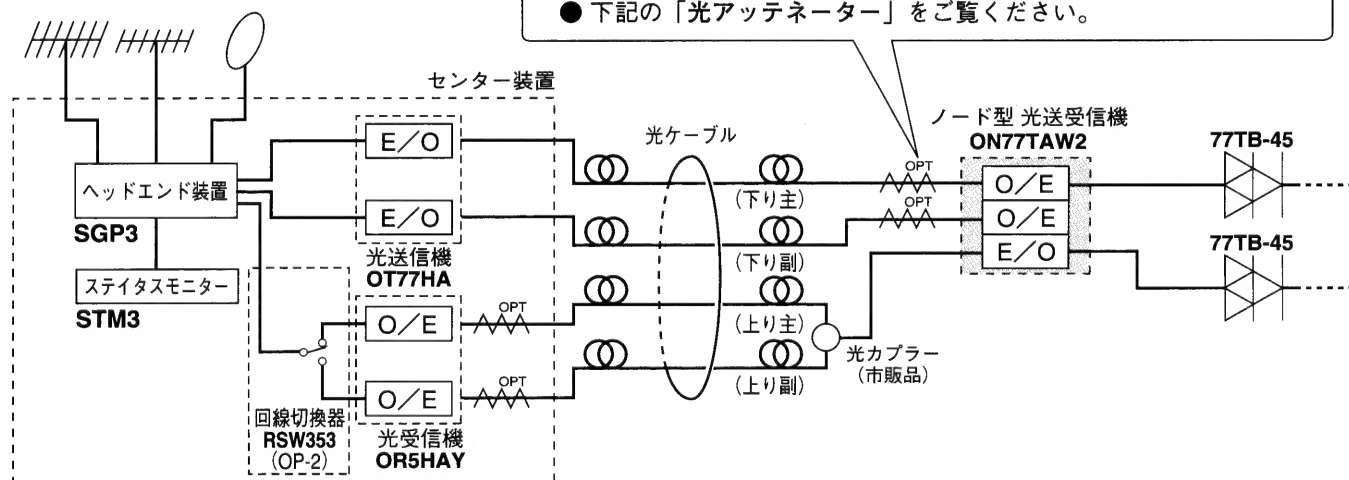 ●下記の「光アッテネーター」をご覧ください。
センター装置
光ケーブル
ノード型 光送受信機
ON77TAW2
77TB-45
E/O
OPT
O/E
ヘッドエンド装置
(下り主)
OPT
O/E
SGP3
E/O
E/O
77TB-45
光送信機
OT77HA
(下り副)
ステイタスモニター
STM3
O/E
OPT
(上り主)
光カプラー
(市販品)
O/E
OPT
(上り副)
回線切換器
RSW353
(OP-2)
光受信機
OR5HAY